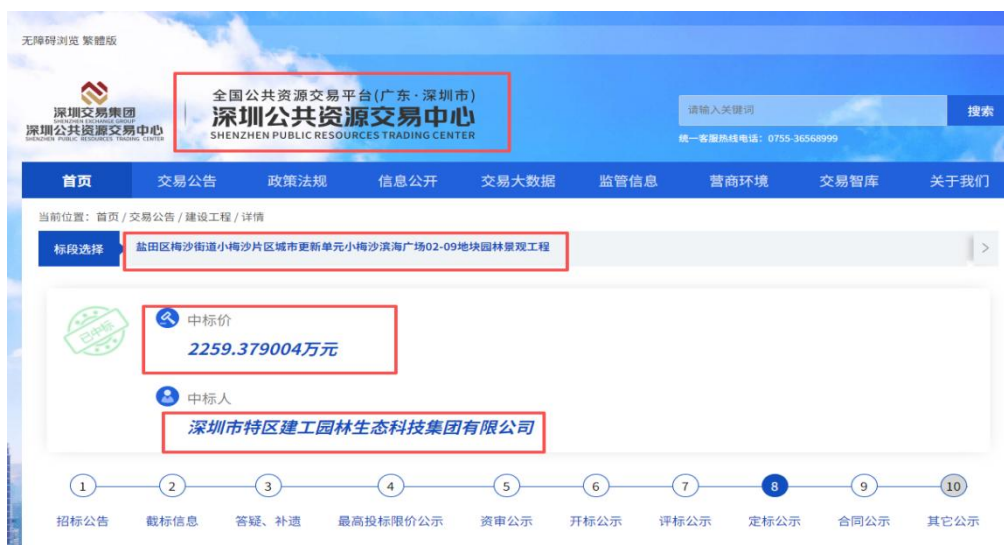 无障碍浏览 繁體版
深圳交易集团
SHENZHEN EXCHANGE GROUP
深圳公共资源交易中心
SHENZHEN PUBLIC RESOURCES TRADING CENTER
全国公共资源交易平台(广东·深圳市)
深圳公共资源交易中心
SHENZHEN PUBLIC RESOURCES TRADING CENTER
请输入关键词
搜索
统一客服热线电话：0755-36568999
首页 交易公告 政策法规 信息公开 交易大数据 监管信息 营商环境 交易智库 关于我们
当前位置：首页 / 交易公告 / 建设工程 / 详情
标段选择
盐田区梅沙街道小梅沙片区城市更新单元小梅沙滨海广场02-09地块园林景观工程
>
已中标
中标价
2259.379004万元
中标人
深圳市特区建工园林生态科技集团有限公司
1 2 3 4 5 6 7 8 9 10
招标公告 截标信息 答疑、补遗 最高投标限价公示 资审公示 开标公示 评标公示 定标公示 合同公示 其它公示